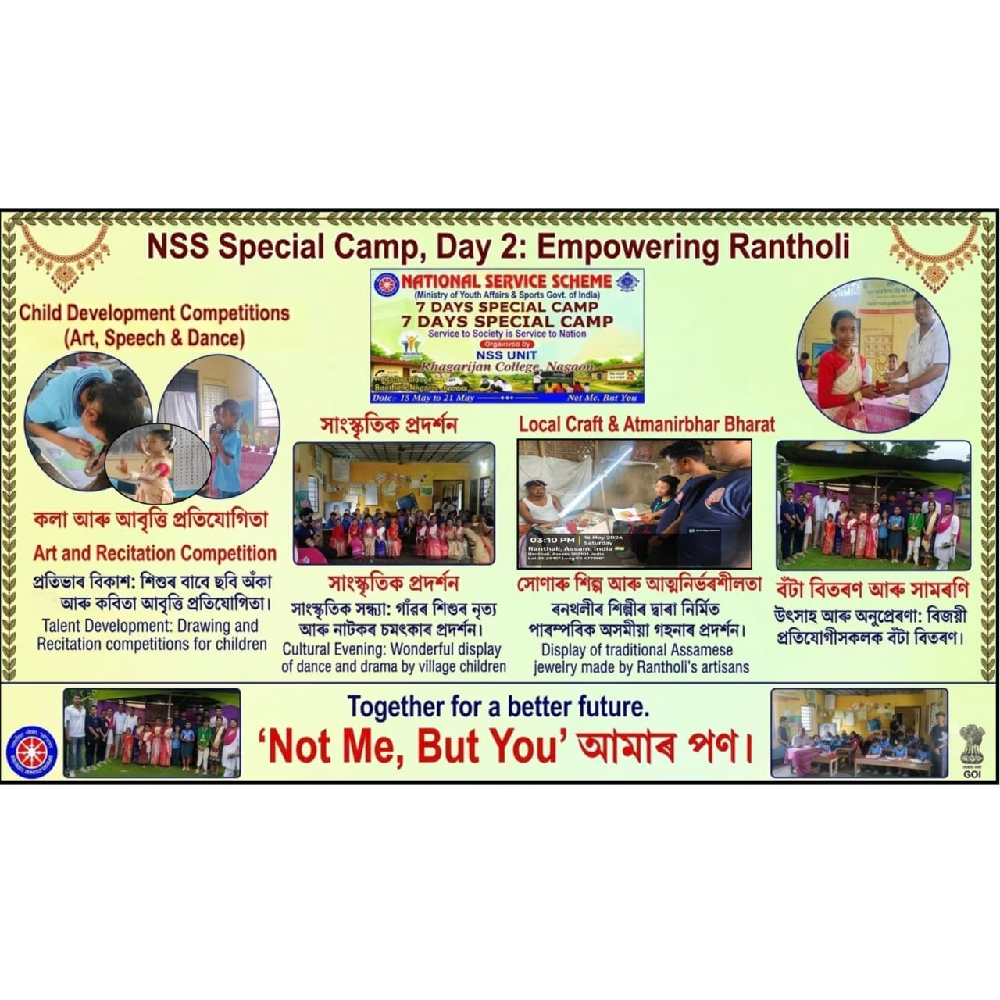 NSS Special Camp, Day 2: Empowering Rantholi
NATIONAL SERVICE SCHEME
(Ministry of Youth Affairs & Sports Govt. of India)
7 DAYS SPECIAL CAMP
7 DAYS SPECIAL CAMP
Service to Society is Service to Nation
Organized by
NSS UNIT
Khagarijan College, Nagaon
Date:- 15 May to 21 May
Not Me, But You
Child Development Competitions
(Art, Speech & Dance)
কলা আৰু আবৃত্তি প্ৰতিযোগিতা
Art and Recitation Competition
প্ৰতিভাৰ বিকাশ: শিশুৰ বাবে ছবি অঁকা
আৰু কবিতা আবৃত্তি প্ৰতিযোগিতা।
Talent Development: Drawing and
Recitation competitions for children
সাংস্কৃতিক প্ৰদৰ্শন
সাংস্কৃতিক প্ৰদৰ্শন
সাংস্কৃতিক সন্ধ্যা: গাঁৱৰ শিশুৰ নৃত্য
আৰু নাটকৰ চমৎকাৰ প্ৰদৰ্শন।
Cultural Evening: Wonderful display
of dance and drama by village children
Local Craft & Atmanirbhar Bharat
03:10 PM
16 May 2026
Saturday
Ranthali, Assam, India
Ranthali, Assam 782101, India
সোণাৰু শিল্প আৰু আত্মনিৰ্ভৰশীলতা
ৰনথলীৰ শিল্পীৰ দ্বাৰা নিৰ্মিত
পাৰম্পৰিক অসমীয়া গহনাৰ প্ৰদৰ্শন।
Display of traditional Assamese
jewelry made by Rantholi's artisans
বঁটা বিতৰণ আৰু সামৰণি
উৎসাহ আৰু অনুপ্ৰেৰণা: বিজয়ী
প্ৰতিযোগীসকলক বঁটা বিতৰণ।
Together for a better future.
‘Not Me, But You’ আমাৰ পণ।
GOI